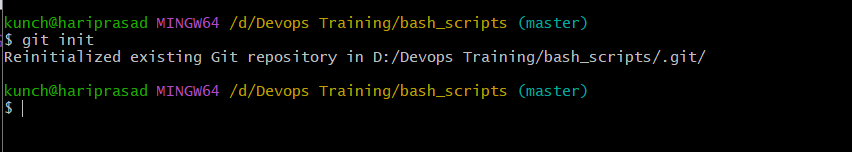 kunch@hariprasad MINGW64 /d/Devops Training/bash_scripts (master)
$ git init
Reinitialized existing Git repository in D:/Devops Training/bash_scripts/.git/
kunch@hariprasad MINGW64 /d/Devops Training/bash_scripts (master)
$